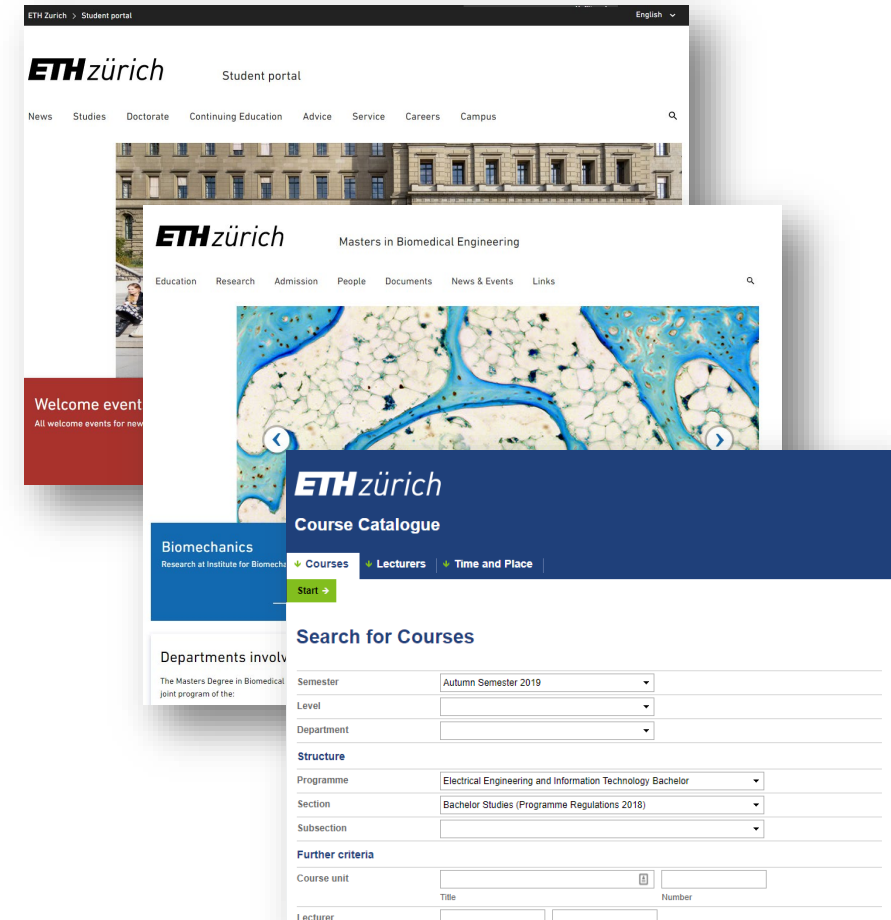 ETH Zurich > Student portal
English
ETH zürich
Student portal
News Studies Doctorate Continuing Education Advice Service Careers Campus
Welcome event
All welcome events for new
ETH zürich
Masters in Biomedical Engineering
Education Research Admission People Documents News & Events Links
Biomechanics
Research at Institute for Biomecha
Departments involv
The Masters Degree in Biomedical
joint program of the:
ETH zürich
Course Catalogue
Courses Lecturers Time and Place
Start
Search for Courses
Semester Autumn Semester 2019
Level
Department
Structure
Programme Electrical Engineering and Information Technology Bachelor
Section Bachelor Studies (Programme Regulations 2018)
Subsection
Further criteria
Course unit
Title Number
Lecturer